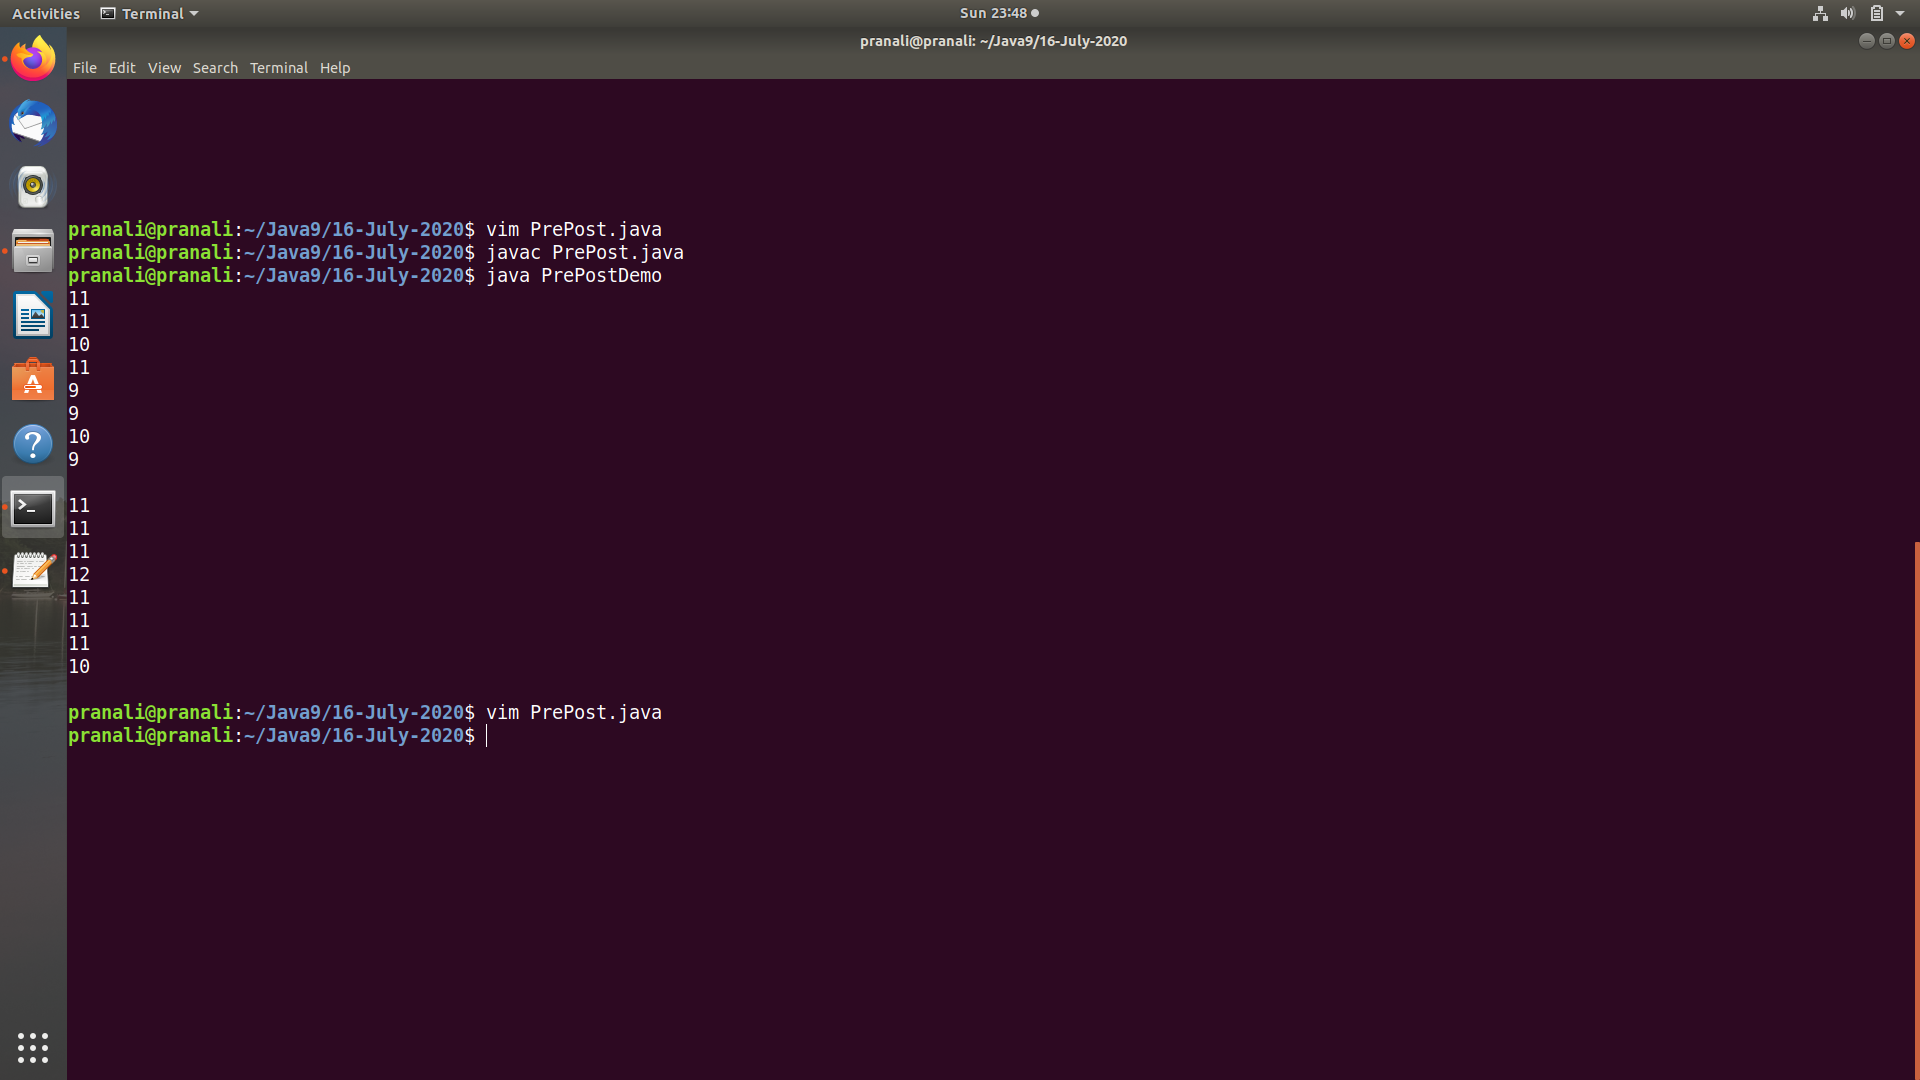 Activities Terminal Sun 23:48
pranali@pranali: ~/Java9/16-July-2020
File Edit View Search Terminal Help
pranali@pranali:~/Java9/16-July-2020$ vim PrePost.java
pranali@pranali:~/Java9/16-July-2020$ javac PrePost.java
pranali@pranali:~/Java9/16-July-2020$ java PrePostDemo
11
11
10
11
9
9
10
9
11
11
11
12
11
11
11
10
pranali@pranali:~/Java9/16-July-2020$ vim PrePost.java
pranali@pranali:~/Java9/16-July-2020$